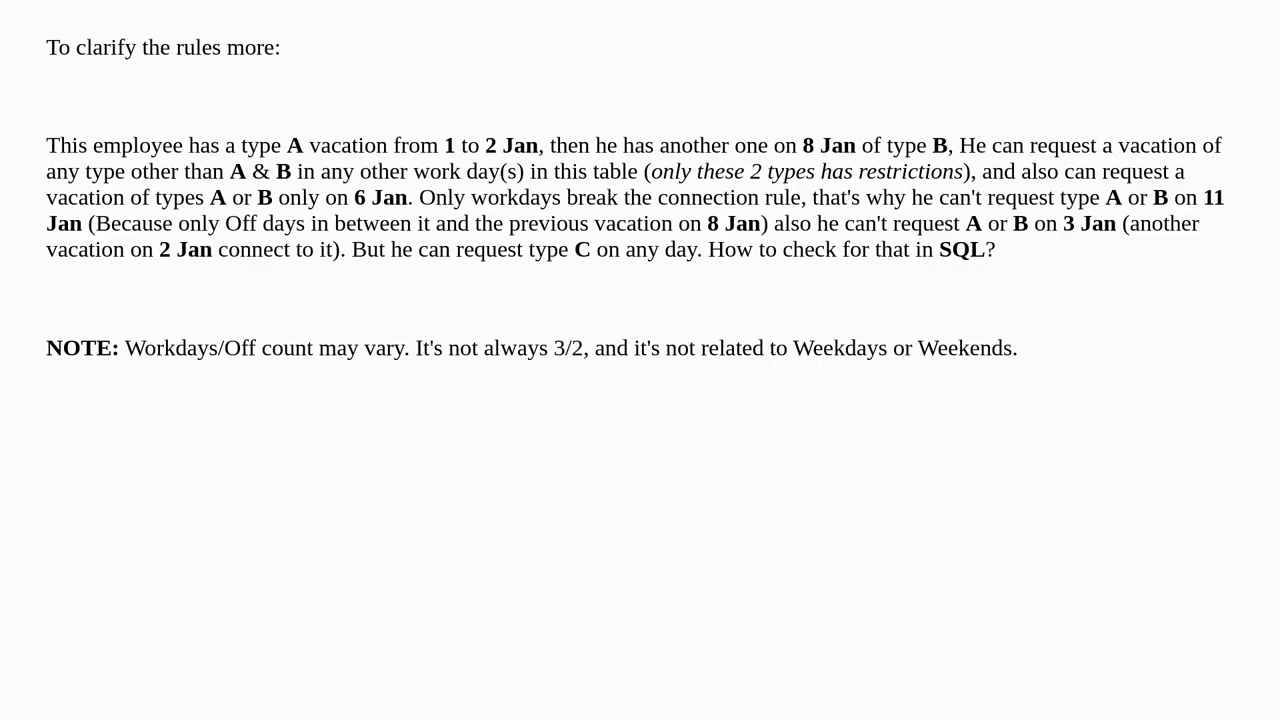 To clarify the rules more:
This employee has a type A vacation from 1 to 2 Jan, then he has another one on 8 Jan of type B, He can request a vacation of
any type other than A & B in any other work day(s) in this table (only these 2 types has restrictions), and also can request a
vacation of types A or B only on 6 Jan. Only workdays break the connection rule, that's why he can't request type A or B on 11
Jan (Because only Off days in between it and the previous vacation on 8 Jan) also he can't request A or B on 3 Jan (another
vacation on 2 Jan connect to it). But he can request type C on any day. How to check for that in SQL?
NOTE: Workdays/Off count may vary. It's not always 3/2, and it's not related to Weekdays or Weekends.